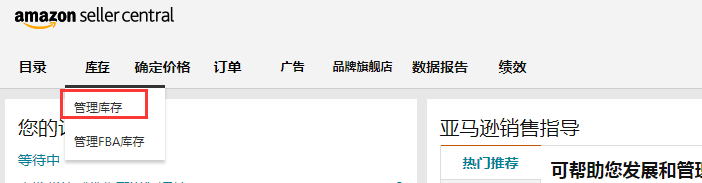 amazon seller central
目录 库存 确定价格 订单 广告 品牌旗舰店 数据报告 绩效
管理库存
管理FBA库存
您的
等待中
亚马逊销售指导
热门推荐
可帮助您发展和管